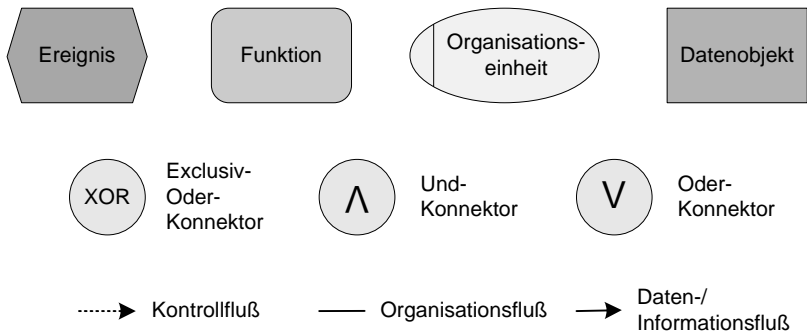 Ereignis
Funktion
Organisations-
einheit
Datenobjekt
XOR
Exclusiv-
Oder-
Konnektor
Λ
Und-
Konnektor
V
Oder-
Konnektor
Kontrollfluß
Organisationsfluß
Daten-/
Informationsfluß